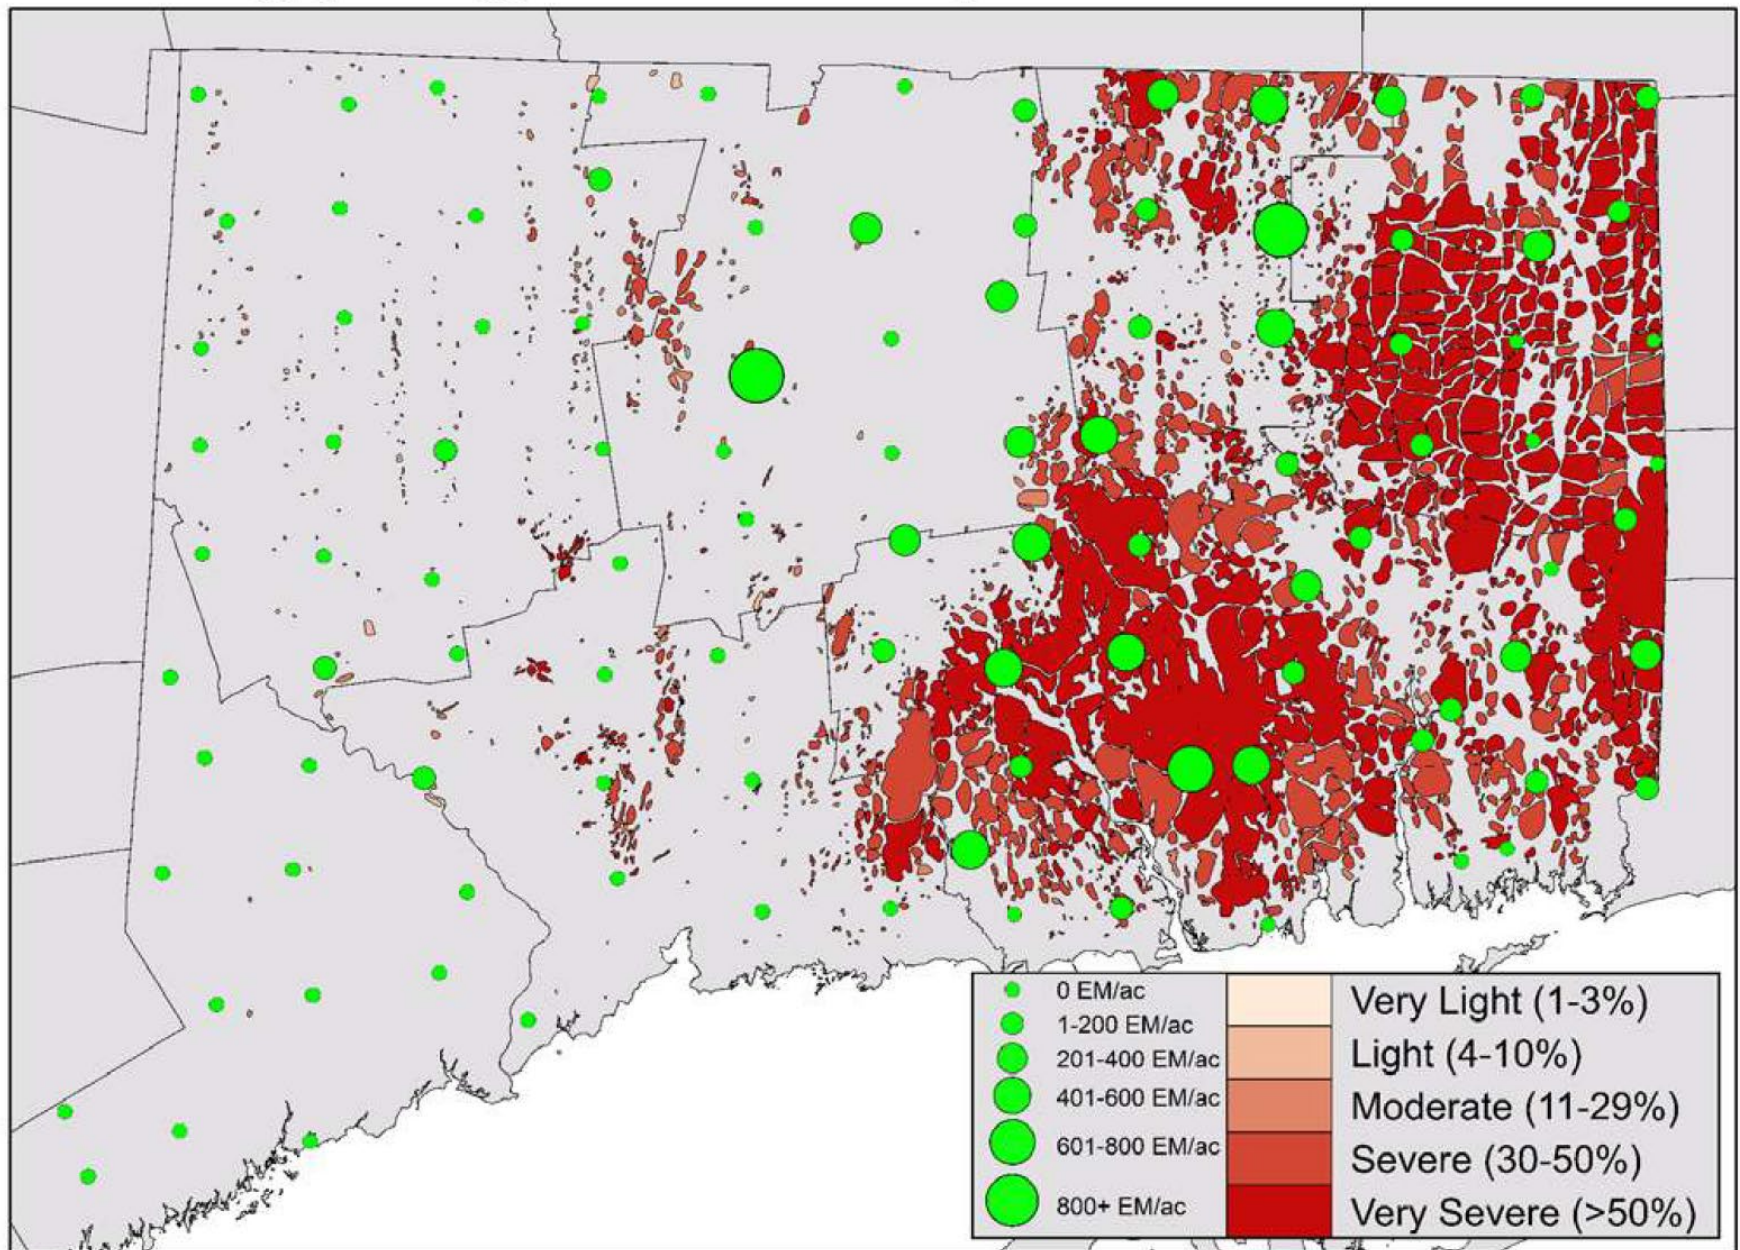 0 EM/ac
1-200 EM/ac
201-400 EM/ac
401-600 EM/ac
601-800 EM/ac
800+ EM/ac
Very Light (1-3%)
Light (4-10%)
Moderate (11-29%)
Severe (30-50%)
Very Severe (>50%)